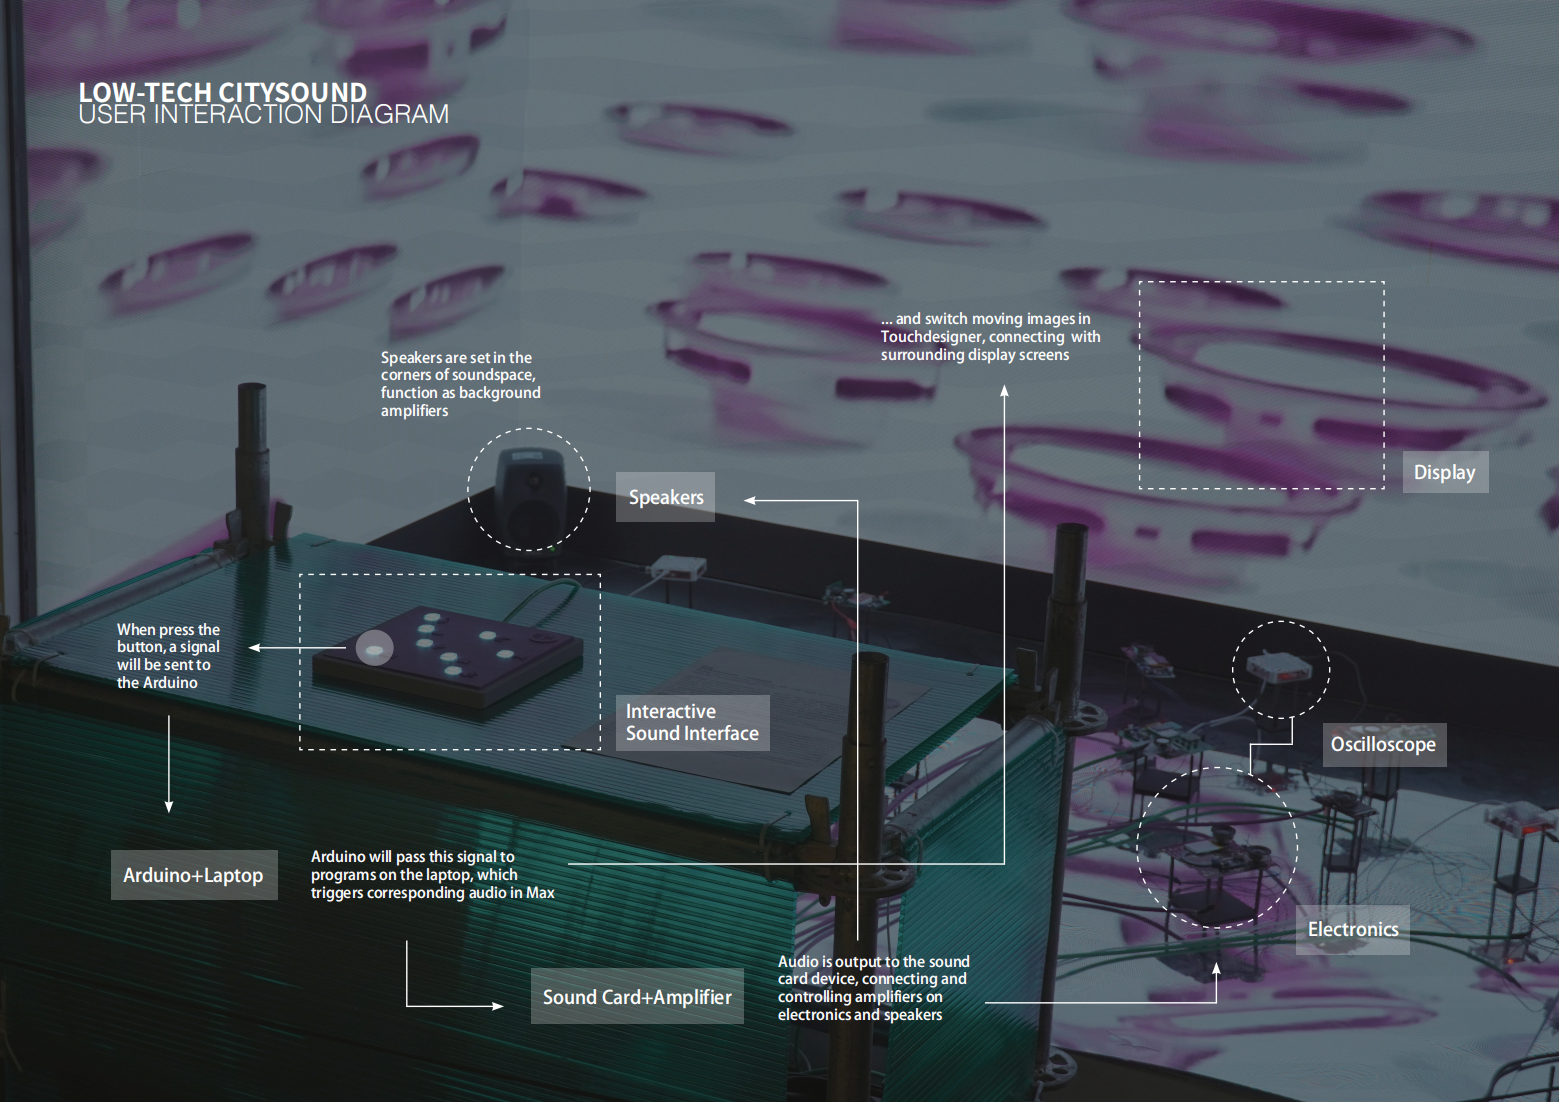 LOW-TECH CITYSOUND
USER INTERACTION DIAGRAM
... and switch moving images in
Touchdesigner, connecting with
surrounding display screens
Speakers are set in the
corners of soundspace,
function as background
amplifiers
Display
Speakers
When press the
button, a signal
will be sent to
the Arduino
Interactive
Sound Interface
Oscilloscope
Arduino+Laptop
Arduino will pass this signal to
programs on the laptop, which
triggers corresponding audio in Max
Electronics
Sound Card+Amplifier
Audio is output to the sound
card device, connecting and
controlling amplifiers on
electronics and speakers